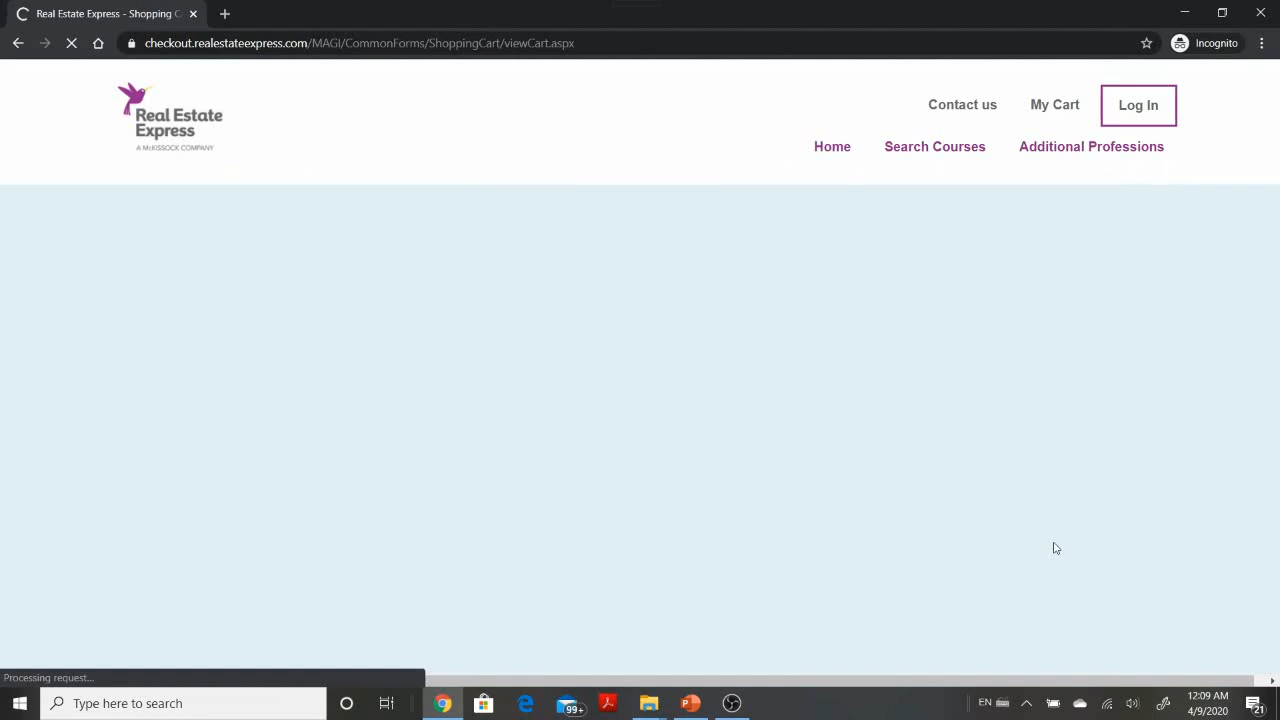 Real Estate Express - Shopping C
checkout.realestateexpress.com/MAGI/CommonForms/ShoppingCart/viewCart.aspx
Incognito
Real Estate
Express
A McKISSOCK COMPANY
Contact us
My Cart
Log In
Home
Search Courses
Additional Professions
Processing request...
Type here to search
99+
EN
12:09 AM
4/9/2020
21